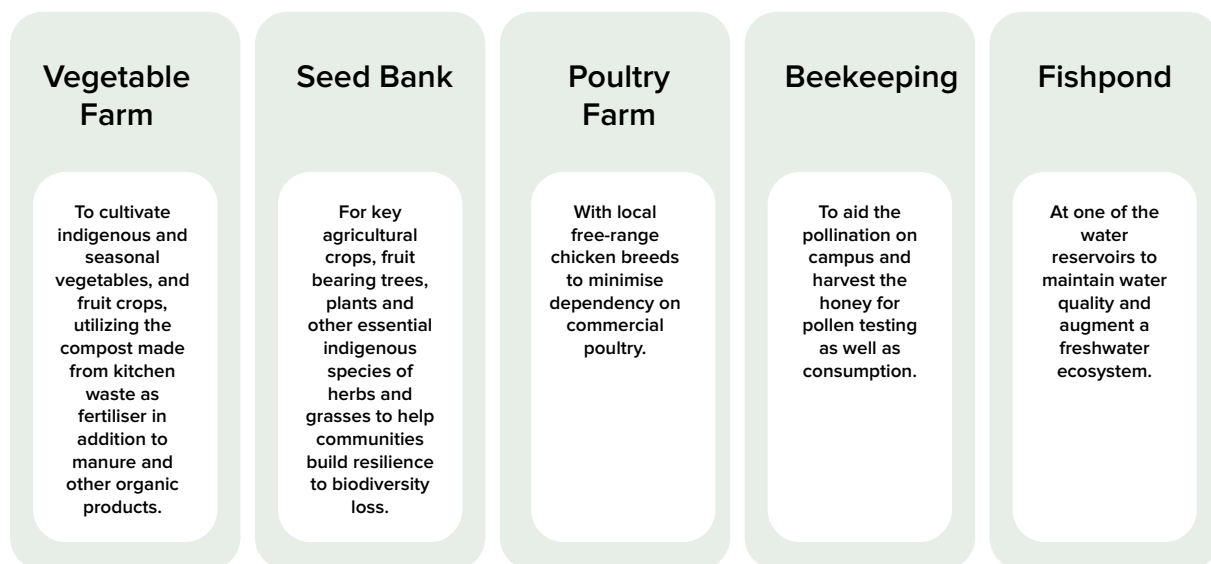 Vegetable
Farm
To cultivate
indigenous and
seasonal
vegetables, and
fruit crops,
utilizing the
compost made
from kitchen
waste as
fertiliser in
addition to
manure and
other organic
products.
Seed Bank
For key
agricultural
crops, fruit
bearing trees,
plants and
other essential
indigenous
species of
herbs and
grasses to help
communities
build resilience
to biodiversity
loss.
Poultry
Farm
With local
free-range
chicken breeds
to minimise
dependency on
commercial
poultry.
Beekeeping
To aid the
pollination on
campus and
harvest the
honey for
pollen testing
as well as
consumption.
Fishpond
At one of the
water
reservoirs to
maintain water
quality and
augment a
freshwater
ecosystem.